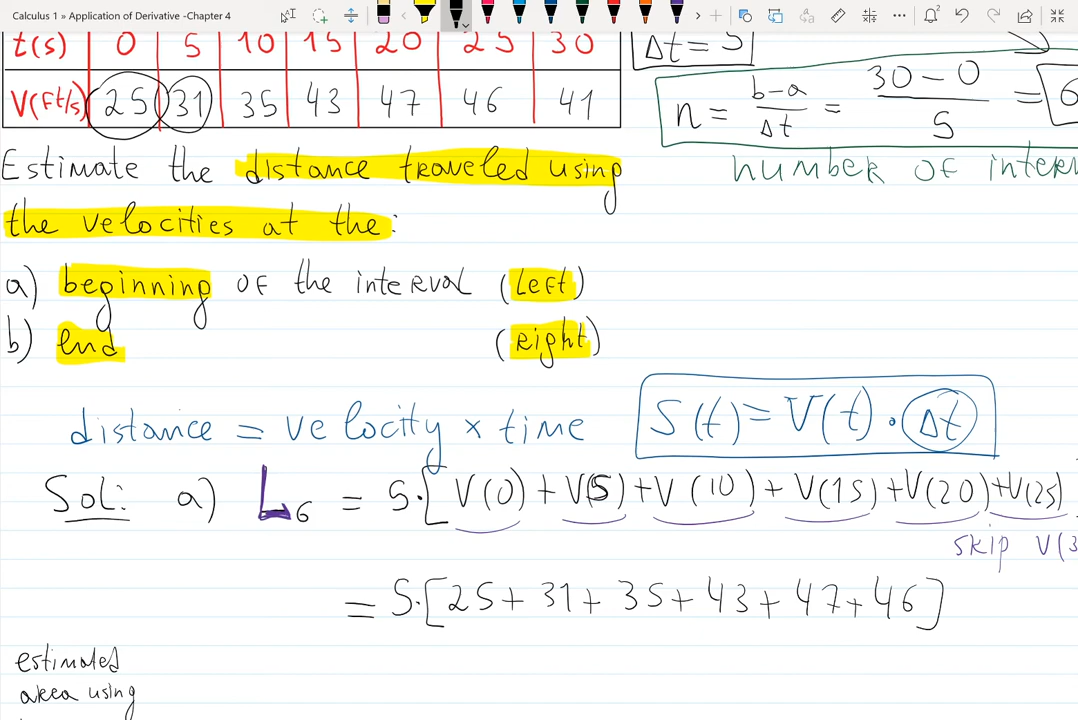 Calculus 1 » Application of Derivative -Chapter 4
t(s) 0 5 10 15 20 25 30
V(ft/s) 25 31 35 43 47 46 41
Δt = 5
n = b-a / Δt = 30 - 0 / 5 = 6
number of interv
Estimate the distance traveled using
the velocities at the:
a) beginning of the interval (Left)
b) end (Right)
distance = velocity × time S(t) = V(t) · Δt
Sol: a) L6 = 5·[V(0) + V(5) + V(10) + V(15) + V(20) + V(25)
skip V(3
= 5·[25 + 31 + 35 + 43 + 47 + 46]
estimated
area using